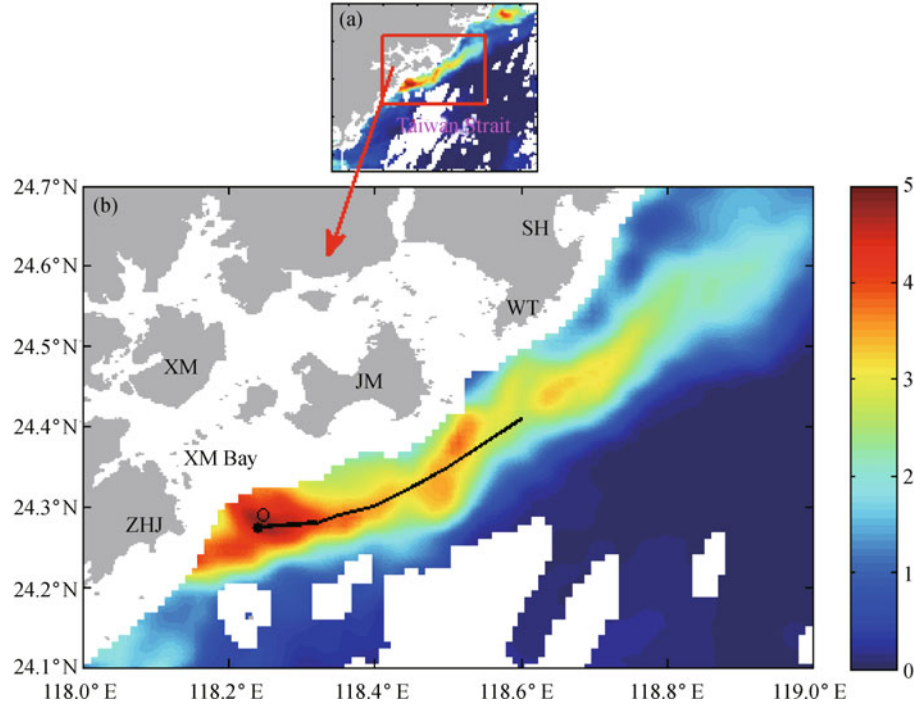 (a)
Taiwan Strait
24.7°N
(b)
SH
5
24.6°N
WT
4
24.5°N
XM
JM
3
24.4°N
XM Bay
2
24.3°N
ZHJ
1
24.2°N
24.1°N
0
118.0° E 118.2° E 118.4° E 118.6° E 118.8° E 119.0° E